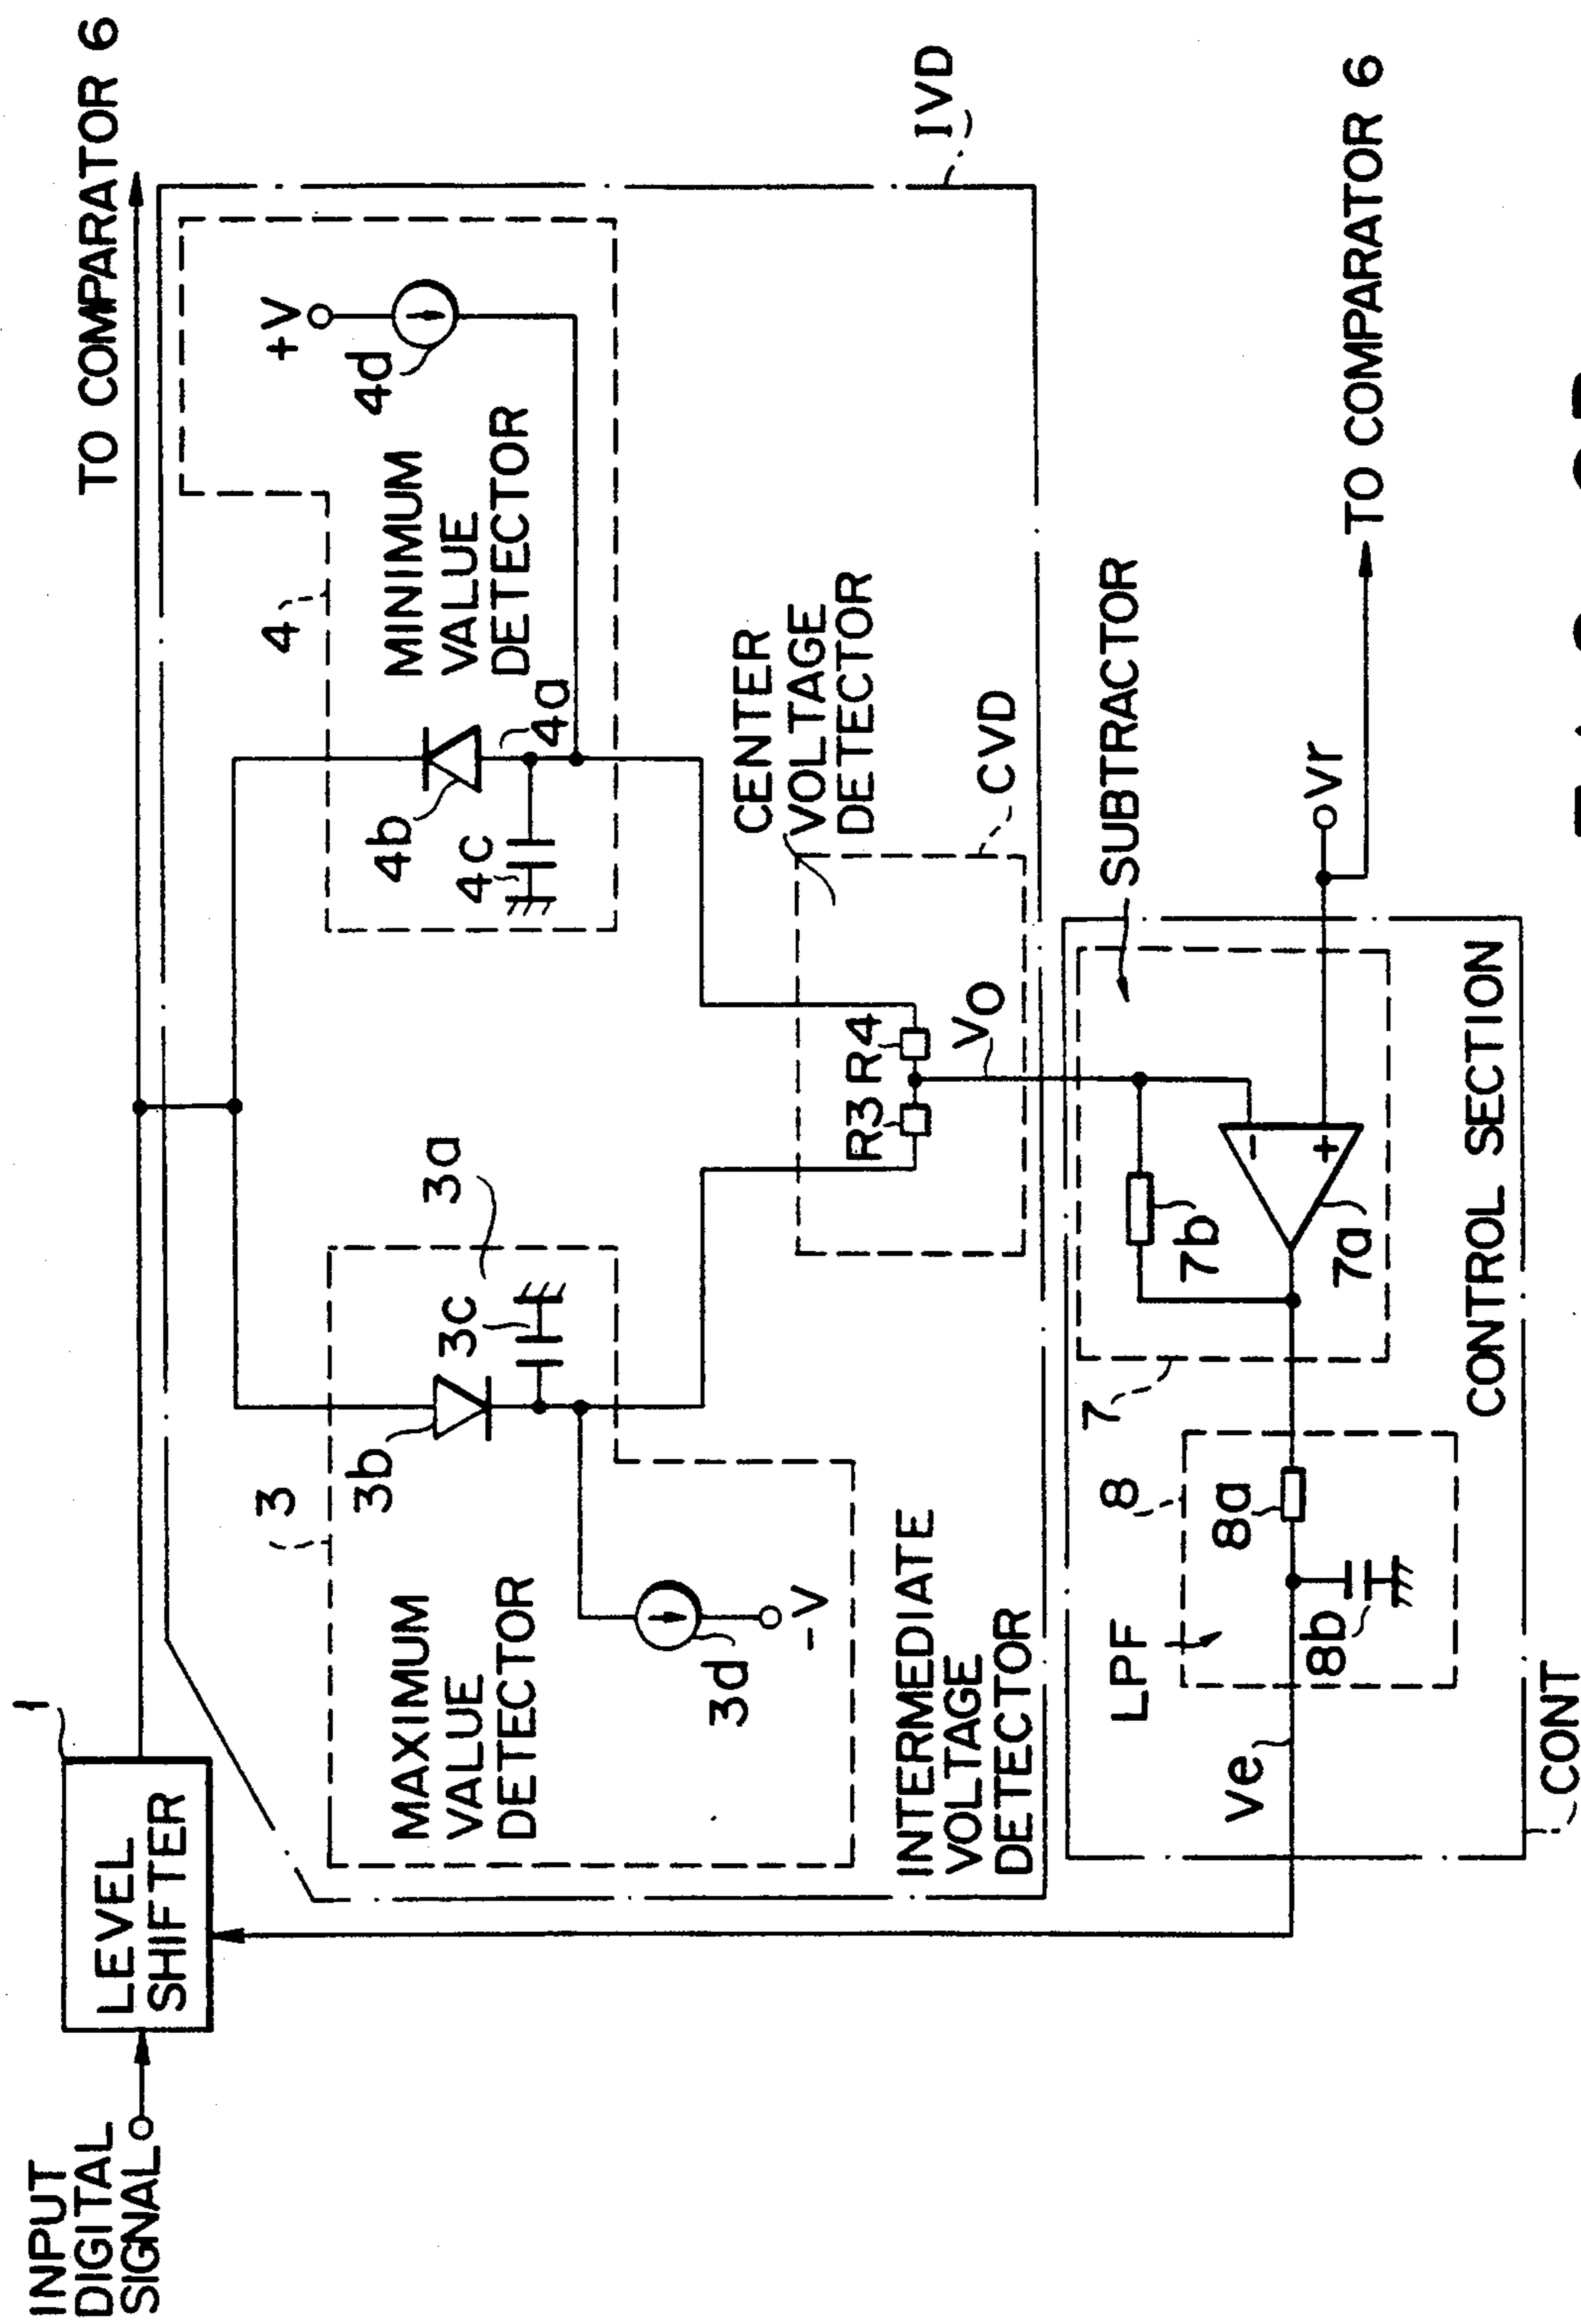 INPUT
DIGITAL
SIGNAL
LEVEL
SHIFTER
1
TO COMPARATOR 6
3
MAXIMUM
VALUE
DETECTOR
3a
3b
3c
3d
-V
4
MINIMUM
VALUE
DETECTOR
4a
4b
4c
4d
+V
IVD
INTERMEDIATE
VOLTAGE
DETECTOR
CENTER
VOLTAGE
DETECTOR
CVD
R3
R4
VO
SUBTRACTOR
7
7a
7b
-
+
Vr
TO COMPARATOR 6
LPF
8
8a
8b
Ve
CONTROL SECTION
CONT